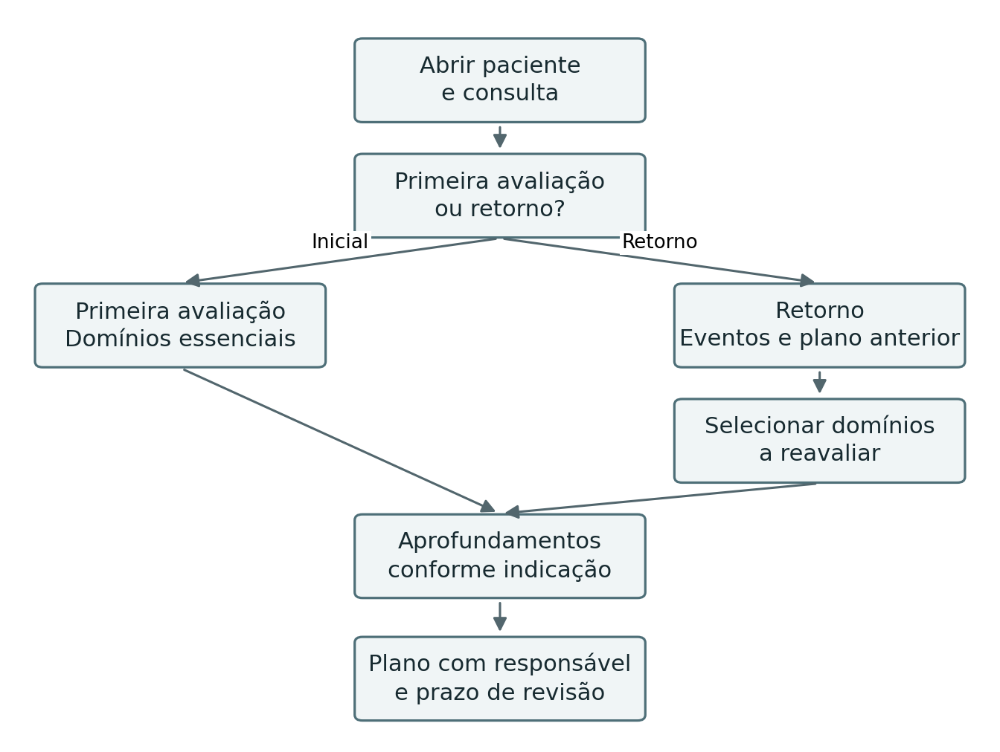 Abrir paciente
e consulta
Primeira avaliação
ou retorno?
Inicial
Retorno
Primeira avaliação
Domínios essenciais
Retorno
Eventos e plano anterior
Selecionar domínios
a reavaliar
Aprofundamentos
conforme indicação
Plano com responsável
e prazo de revisão